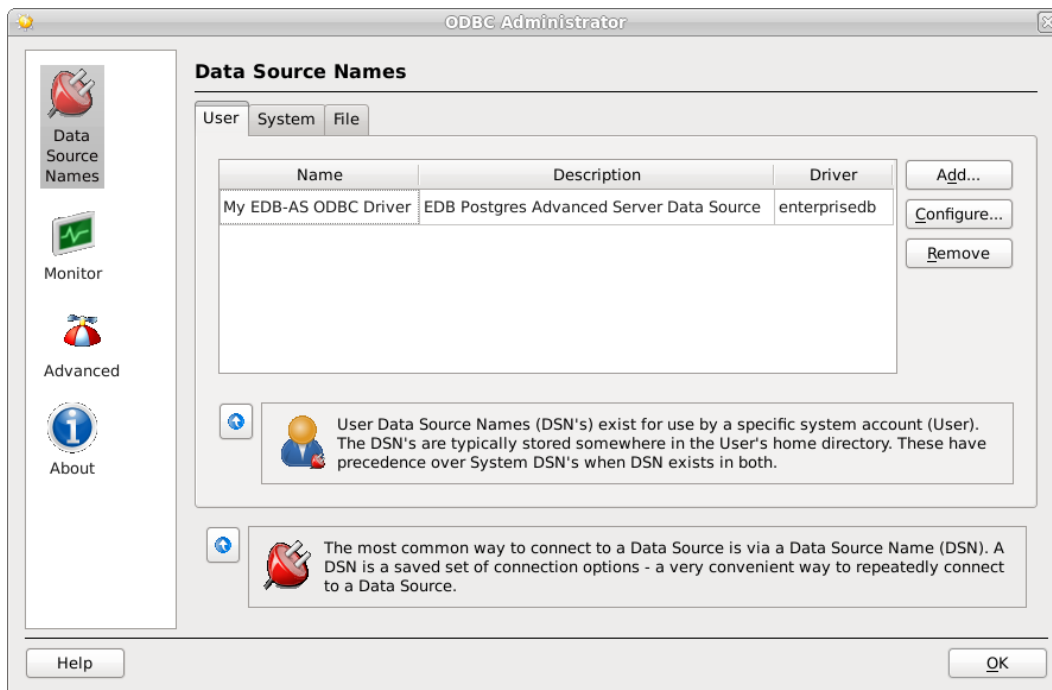 ODBC Administrator
Data
Source
Names
Monitor
Advanced
About
Data Source Names
User System File
Name Description Driver
My EDB-AS ODBC Driver EDB Postgres Advanced Server Data Source enterprisedb
Add...
Configure...
Remove
User Data Source Names (DSN's) exist for use by a specific system account (User).
The DSN's are typically stored somewhere in the User's home directory. These have
precedence over System DSN's when DSN exists in both.
The most common way to connect to a Data Source is via a Data Source Name (DSN). A
DSN is a saved set of connection options - a very convenient way to repeatedly connect
to a Data Source.
Help
OK